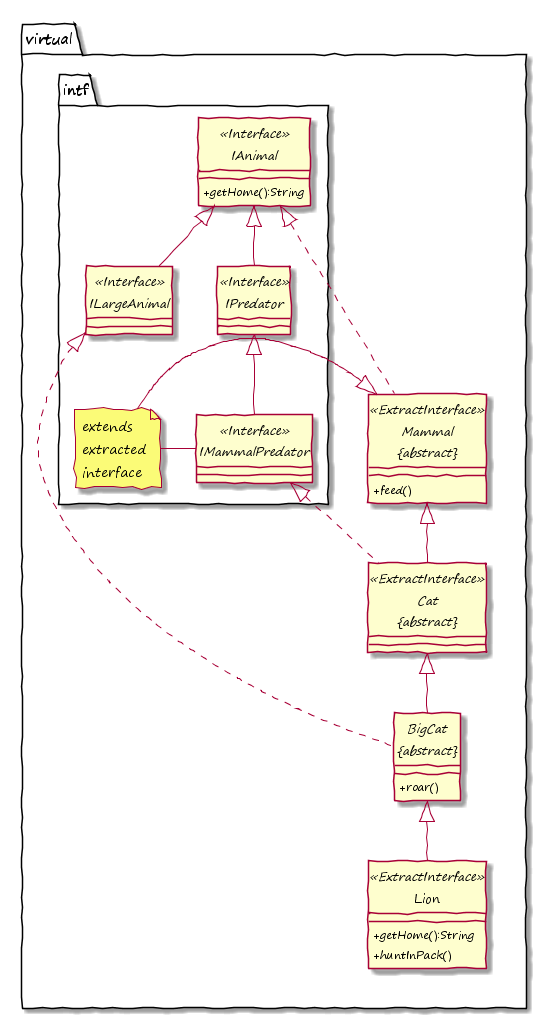 virtual
intf
«Interface»
IAnimal
+getHome():String
«Interface»
ILargeAnimal
«Interface»
IPredator
extends
extracted
interface
«Interface»
IMammalPredator
«ExtractInterface»
Mammal
{abstract}
+feed()
«ExtractInterface»
Cat
{abstract}
BigCat
{abstract}
+roar()
«ExtractInterface»
Lion
+getHome():String
+huntInPack()